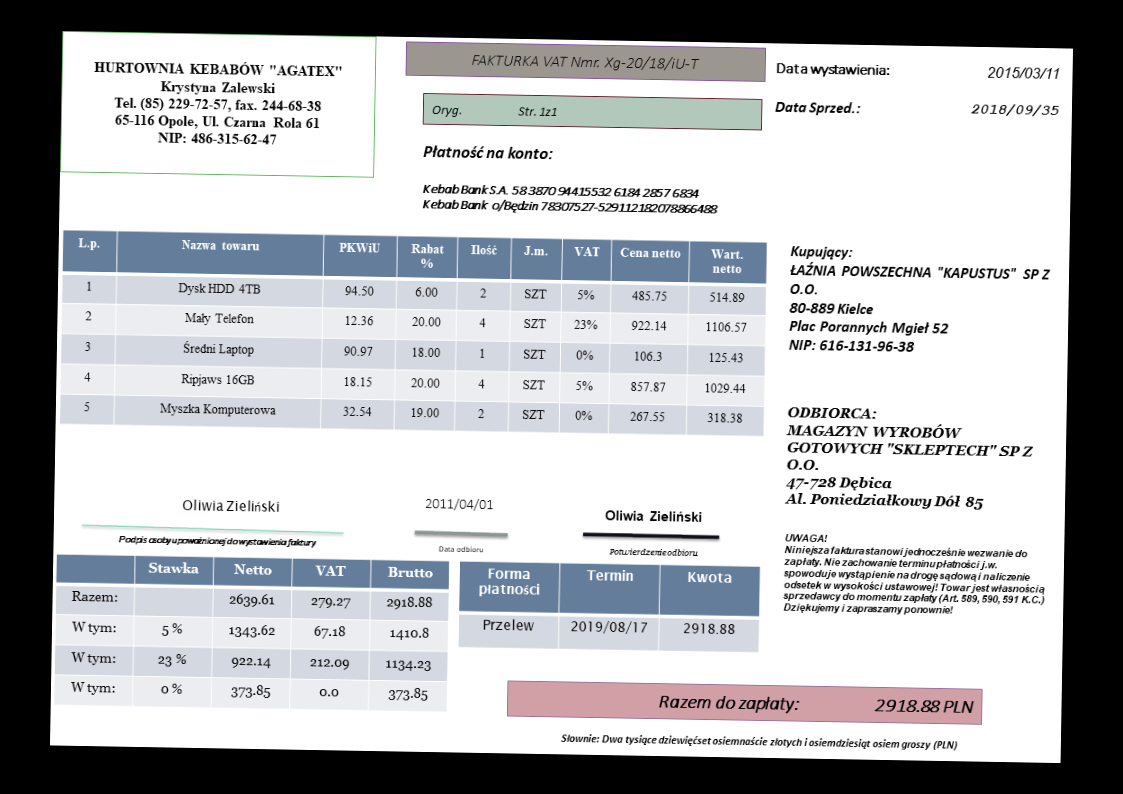 HURTOWNIA KEBABÓW "AGATEX"
Krystyna Zalewski
Tel. (85) 229-72-57, fax. 244-68-38
65-116 Opole, Ul. Czarna Rola 61
NIP: 486-315-62-47
FAKTURKA VAT Nmr. Xg-20/18/iU-T
Oryg. Str. 1z1
Data wystawienia: 2015/03/11
Data Sprzed.: 2018/09/35
Płatność na konto:
Kebab Bank S.A. 58 3870 94415532 6184 2857 6834
Kebab Bank o/Będzin 78307527-529112182078866488
L.p. Nazwa towaru PKWiU Rabat % Ilość J.m. VAT Cena netto Wart. netto
1 Dysk HDD 4TB 94.50 6.00 2 SZT 5% 485.75 514.89
2 Mały Telefon 12.36 20.00 4 SZT 23% 922.14 1106.57
3 Średni Laptop 90.97 18.00 1 SZT 0% 106.3 125.43
4 Ripjaws 16GB 18.15 20.00 4 SZT 5% 857.87 1029.44
5 Myszka Komputerowa 32.54 19.00 2 SZT 0% 267.55 318.38
Kupujący:
ŁAŹNIA POWSZECHNA "KAPUSTUS" SP Z
O.O.
80-889 Kielce
Plac Porannych Mgieł 52
NIP: 616-131-96-38
ODBIORCA:
MAGAZYN WYROBÓW
GOTOWYCH "SKLEPTECH" SP Z
O.O.
47-728 Dębica
Al. Poniedziałkowy Dół 85
Oliwia Zieliński
Podpis osoby upoważnionej do wystawienia faktury
2011/04/01
Data odbioru
Oliwia Zieliński
Potwierdzenie odbioru
UWAGA!
Niniejsza faktura stanowi jednocześnie wezwanie do
zapłaty. Nie zachowanie terminu płatności j.w.
spowoduje wystąpienie na drogę sądową i naliczenie
odsetek w wysokości ustawowej! Towar jest własnością
sprzedawcy do momentu zapłaty (Art. 589, 590, 591 K.C.)
Dziękujemy i zapraszamy ponownie!
Stawka Netto VAT Brutto
Razem: 2639.61 279.27 2918.88
W tym: 5 % 1343.62 67.18 1410.8
W tym: 23 % 922.14 212.09 1134.23
W tym: 0 % 373.85 0.0 373.85
Forma płatności Termin Kwota
Przelew 2019/08/17 2918.88
Razem do zapłaty: 2918.88 PLN
Słownie: Dwa tysiące dziewięćset osiemnaście złotych i osiemdziesiąt osiem groszy (PLN)